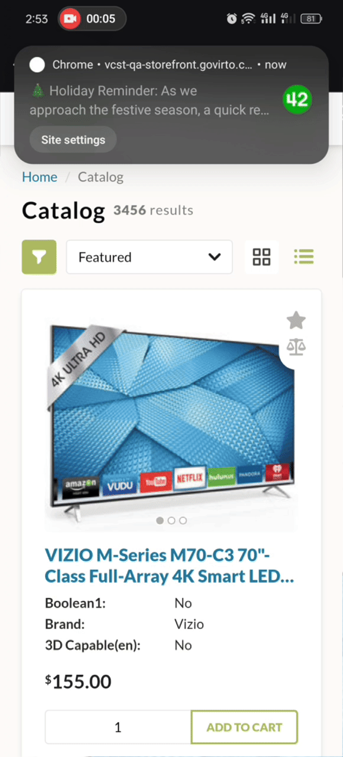 2:53
00:05
4G
4G
81
Chrome • vcst-qa-storefront.govirto.c... • now
🎄 Holiday Reminder: As we
approach the festive season, a quick re...
42
Site settings
Home / Catalog
Catalog 3456 results
Featured
4K ULTRA HD
amazon
VUDU
YouTube
NETFLIX
huluplus
PANDORA
iHeart
VIZIO M-Series M70-C3 70"-
Class Full-Array 4K Smart LED...
Boolean1: No
Brand: Vizio
3D Capable(en): No
$155.00
1
ADD TO CART